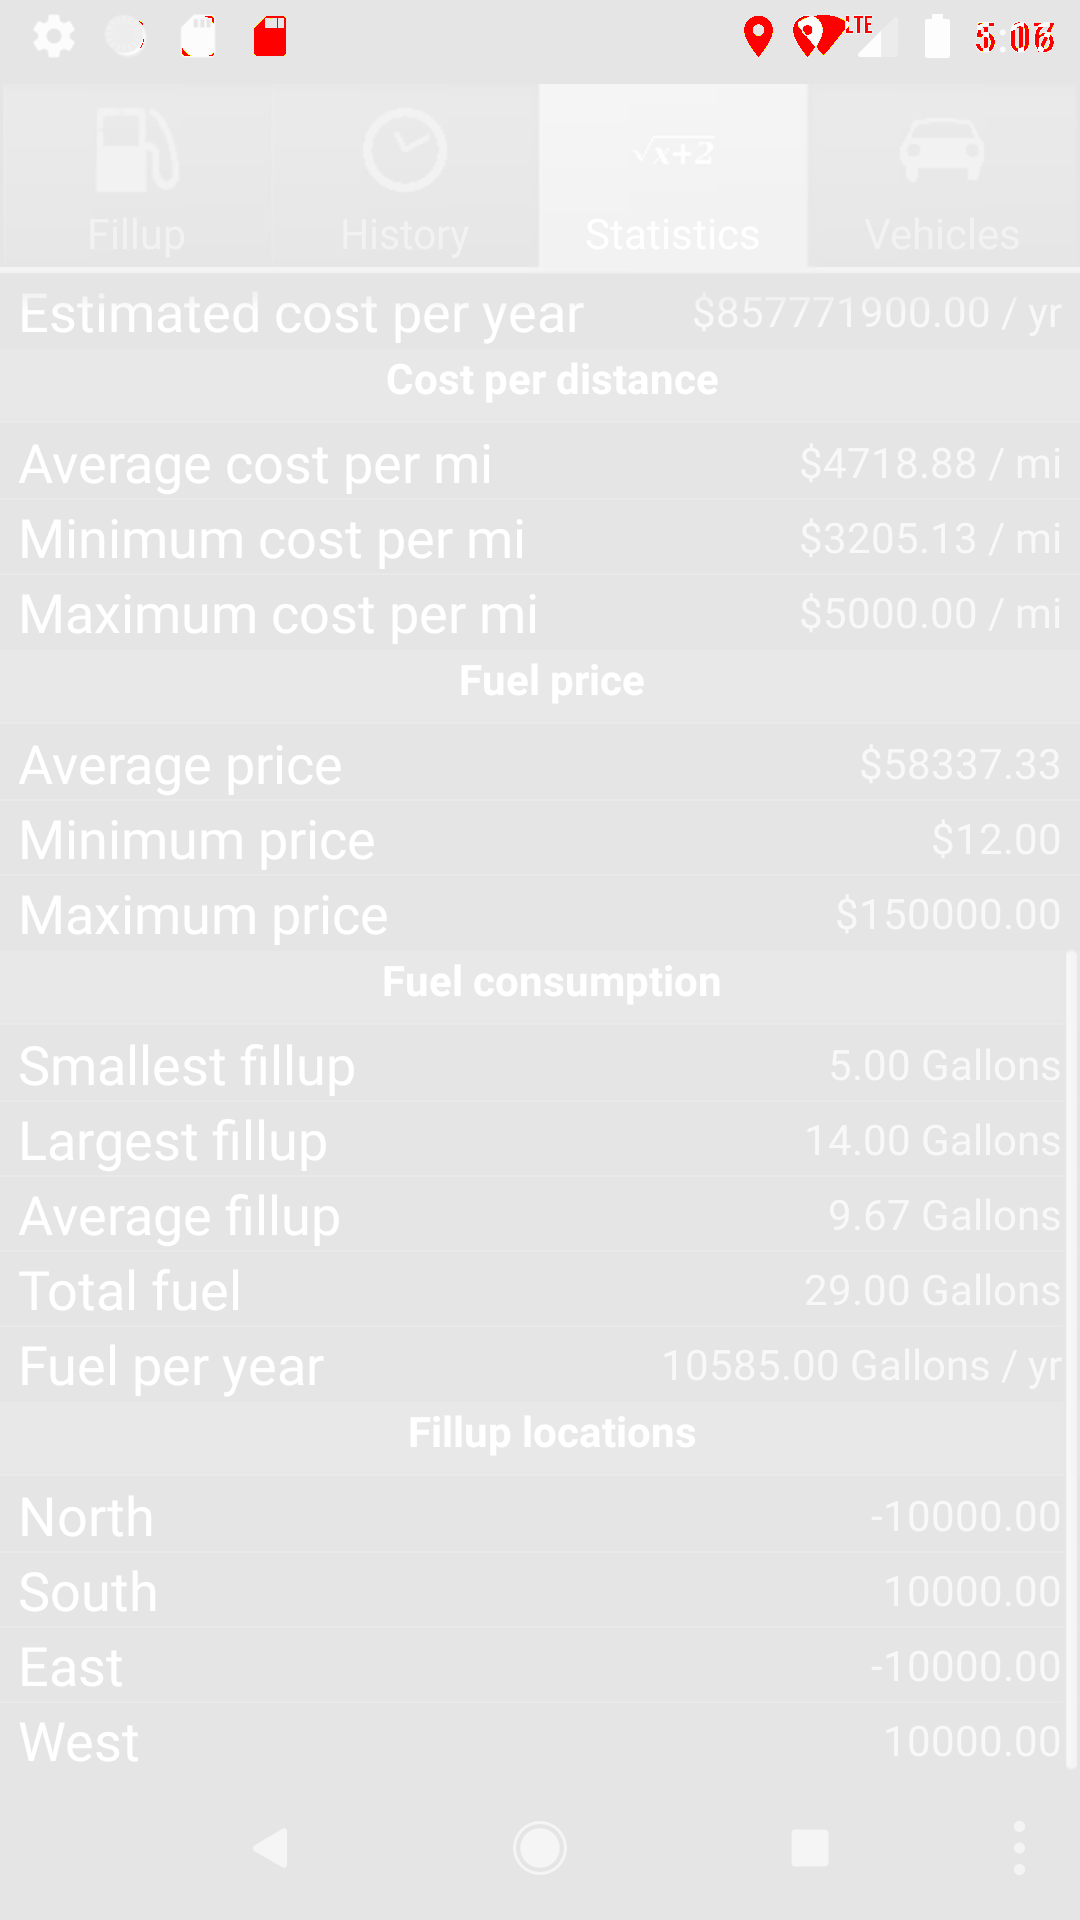 LTE
Fillup
History
√x+2
Statistics
Vehicles
Estimated cost per year $857771900.00 / yr
Cost per distance
Average cost per mi $4718.88 / mi
Minimum cost per mi $3205.13 / mi
Maximum cost per mi $5000.00 / mi
Fuel price
Average price $58337.33
Minimum price $12.00
Maximum price $150000.00
Fuel consumption
Smallest fillup 5.00 Gallons
Largest fillup 14.00 Gallons
Average fillup 9.67 Gallons
Total fuel 29.00 Gallons
Fuel per year 10585.00 Gallons / yr
Fillup locations
North -10000.00
South 10000.00
East -10000.00
West 10000.00